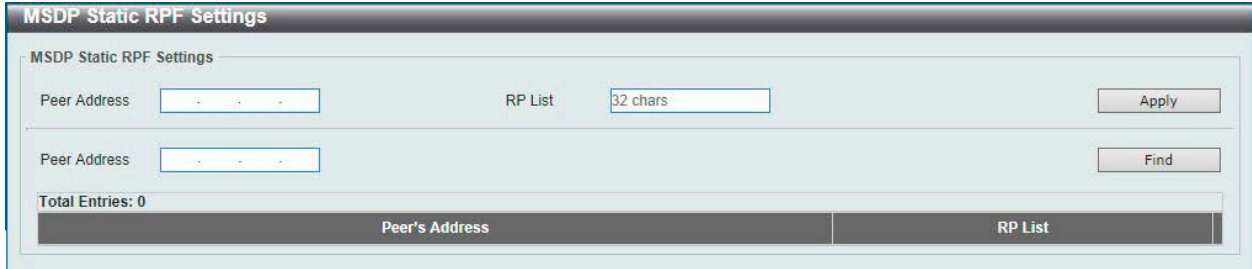 MSDP Static RPF Settings
MSDP Static RPF Settings
Peer Address . . . RP List 32 chars Apply
Peer Address . . . Find
Total Entries: 0
Peer's Address RP List